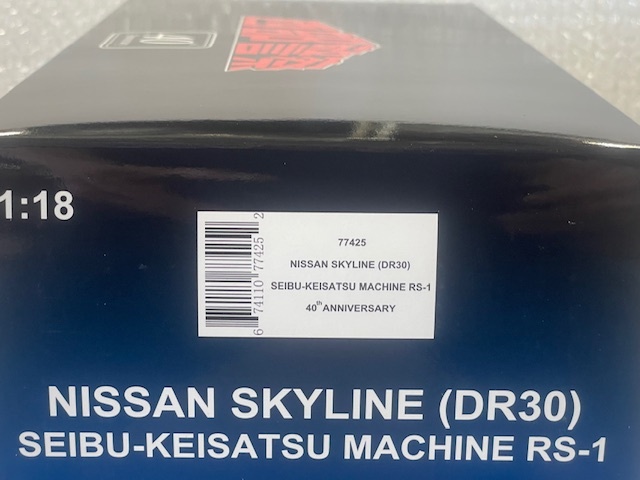 1:18
77425
NISSAN SKYLINE (DR30)
SEIBU-KEISATSU MACHINE RS-1
40th ANNIVERSARY
6 74110 77425 2
NISSAN SKYLINE (DR30)
SEIBU-KEISATSU MACHINE RS-1